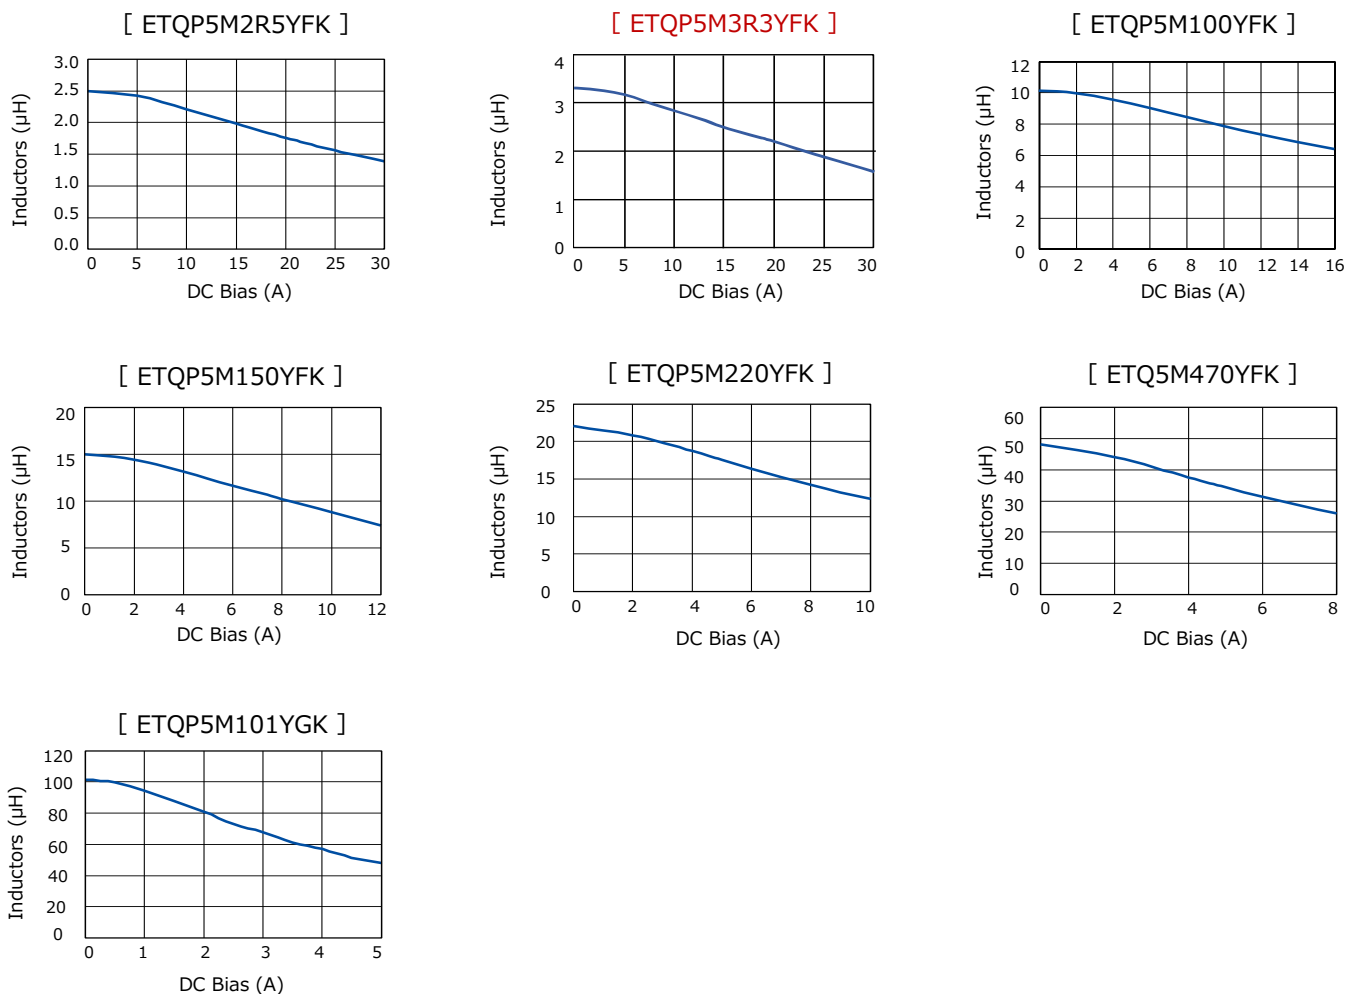 [ ETQP5M2R5YFK ]
3.0
2.5
2.0
1.5
1.0
0.5
0.0
0 5 10 15 20 25 30
Inductors (µH)
DC Bias (A)
[ ETQP5M3R3YFK ]
4
3
2
1
0
0 5 10 15 20 25 30
Inductors (µH)
DC Bias (A)
[ ETQP5M100YFK ]
12
10
8
6
4
2
0
0 2 4 6 8 10 12 14 16
Inductors (µH)
DC Bias (A)
[ ETQP5M150YFK ]
20
15
10
5
0
0 2 4 6 8 10 12
Inductors (µH)
DC Bias (A)
[ ETQP5M220YFK ]
25
20
15
10
5
0
0 2 4 6 8 10
Inductors (µH)
DC Bias (A)
[ ETQ5M470YFK ]
60
50
40
30
20
10
0
0 2 4 6 8
Inductors (µH)
DC Bias (A)
[ ETQP5M101YGK ]
120
100
80
60
40
20
0
0 1 2 3 4 5
Inductors (µH)
DC Bias (A)